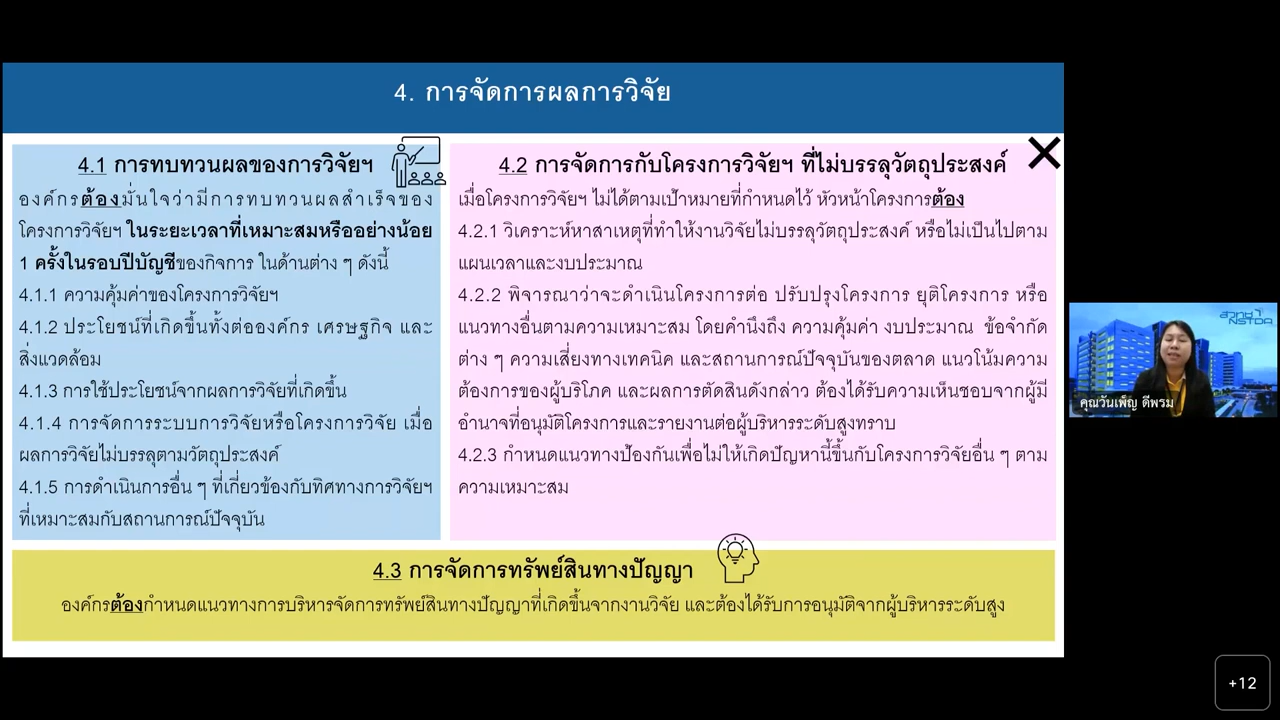 4. การจัดการผลการวิจัย
4.1 การทบทวนผลของการวิจัยฯ
องค์กรต้องมั่นใจว่ามีการทบทวนผลสำเร็จของ
โครงการวิจัยฯ ในระยะเวลาที่เหมาะสมหรืออย่างน้อย
1 ครั้งในรอบปีบัญชีของกิจการ ในด้านต่าง ๆ ดังนี้
4.1.1 ความคุ้มค่าของโครงการวิจัยฯ
4.1.2 ประโยชน์ที่เกิดขึ้นทั้งต่อองค์กร เศรษฐกิจ และ
สิ่งแวดล้อม
4.1.3 การใช้ประโยชน์จากผลการวิจัยที่เกิดขึ้น
4.1.4 การจัดการระบบการวิจัยหรือโครงการวิจัย เมื่อ
ผลการวิจัยไม่บรรลุตามวัตถุประสงค์
4.1.5 การดำเนินการอื่น ๆ ที่เกี่ยวข้องกับทิศทางการวิจัยฯ
ที่เหมาะสมกับสถานการณ์ปัจจุบัน
4.2 การจัดการกับโครงการวิจัยฯ ที่ไม่บรรลุวัตถุประสงค์
เมื่อโครงการวิจัยฯ ไม่ได้ตามเป้าหมายที่กำหนดไว้ หัวหน้าโครงการต้อง
4.2.1 วิเคราะห์หาสาเหตุที่ทำให้งานวิจัยไม่บรรลุวัตถุประสงค์ หรือไม่เป็นไปตาม
แผนเวลาและงบประมาณ
4.2.2 พิจารณาว่าจะดำเนินโครงการต่อ ปรับปรุงโครงการ ยุติโครงการ หรือ
แนวทางอื่นตามความเหมาะสม โดยคำนึงถึง ความคุ้มค่า งบประมาณ ข้อจำกัด
ต่าง ๆ ความเสี่ยงทางเทคนิค และสถานการณ์ปัจจุบันของตลาด แนวโน้มความ
ต้องการของผู้บริโภค และผลการตัดสินดังกล่าว ต้องได้รับความเห็นชอบจากผู้มี
อำนาจที่อนุมัติโครงการและรายงานต่อผู้บริหารระดับสูงทราบ
4.2.3 กำหนดแนวทางป้องกันเพื่อไม่ให้เกิดปัญหานี้ขึ้นกับโครงการวิจัยอื่น ๆ ตาม
ความเหมาะสม
4.3 การจัดการทรัพย์สินทางปัญญา
องค์กรต้องกำหนดแนวทางการบริหารจัดการทรัพย์สินทางปัญญาที่เกิดขึ้นจากงานวิจัย และต้องได้รับการอนุมัติจากผู้บริหารระดับสูง
สวทช
NSTDA
คุณวันเพ็ญ ดีพรม
+12